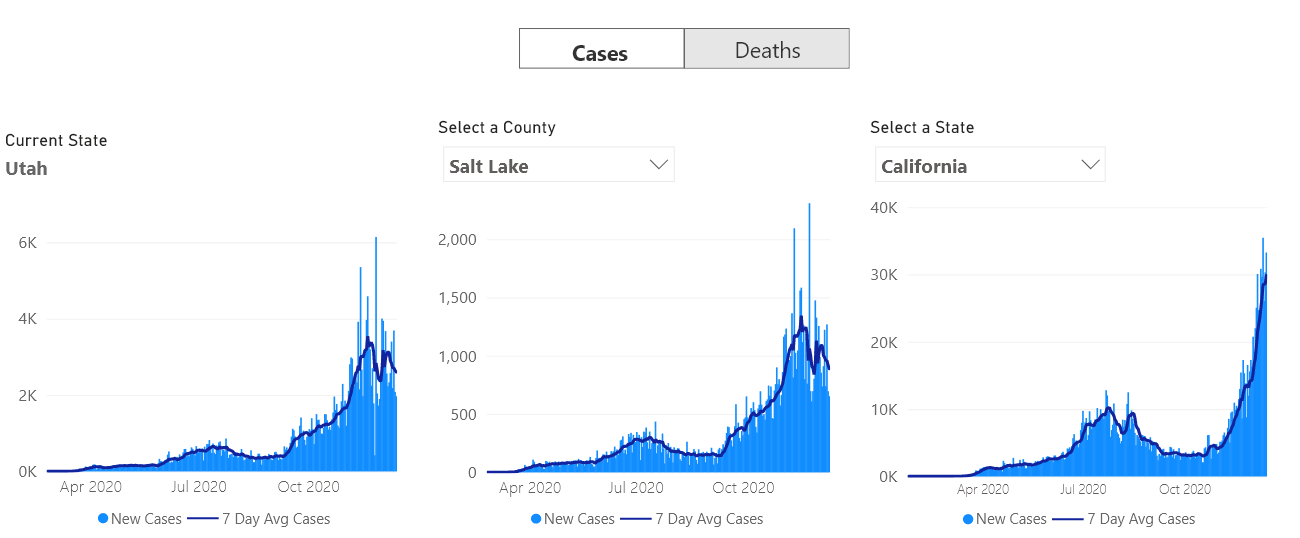 Cases
Deaths
Current State
Utah
6K
4K
2K
0K
Apr 2020
Jul 2020
Oct 2020
New Cases
7 Day Avg Cases
Select a County
Salt Lake
2,000
1,500
1,000
500
0
Apr 2020
Jul 2020
Oct 2020
New Cases
7 Day Avg Cases
Select a State
California
40K
30K
20K
10K
0K
Apr 2020
Jul 2020
Oct 2020
New Cases
7 Day Avg Cases